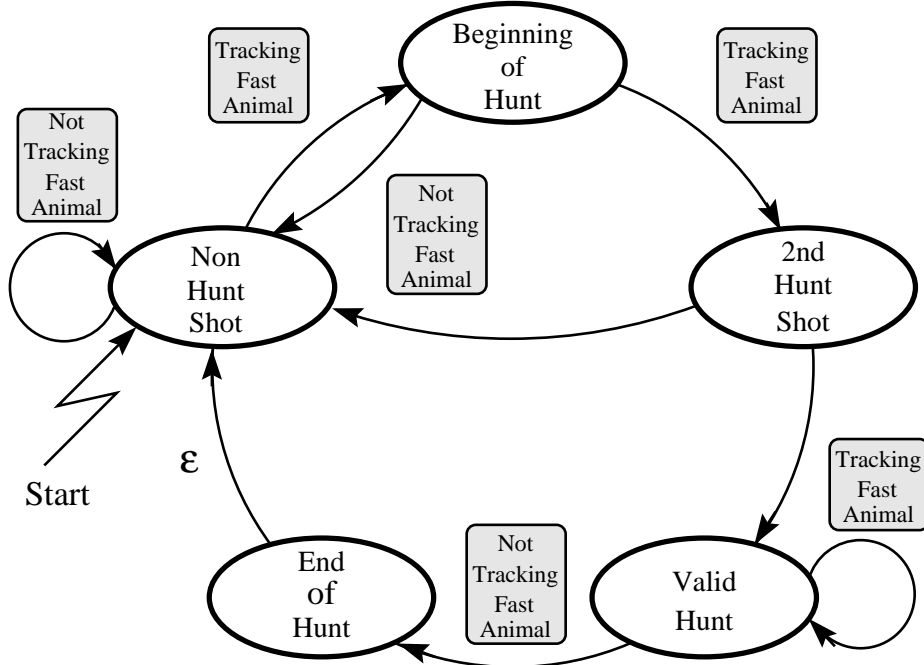 Beginning
of
Hunt
Tracking
Fast
Animal
Tracking
Fast
Animal
Not
Tracking
Fast
Animal
Not
Tracking
Fast
Animal
Non
Hunt
Shot
2nd
Hunt
Shot
Start
ε
Tracking
Fast
Animal
End
of
Hunt
Not
Tracking
Fast
Animal
Valid
Hunt